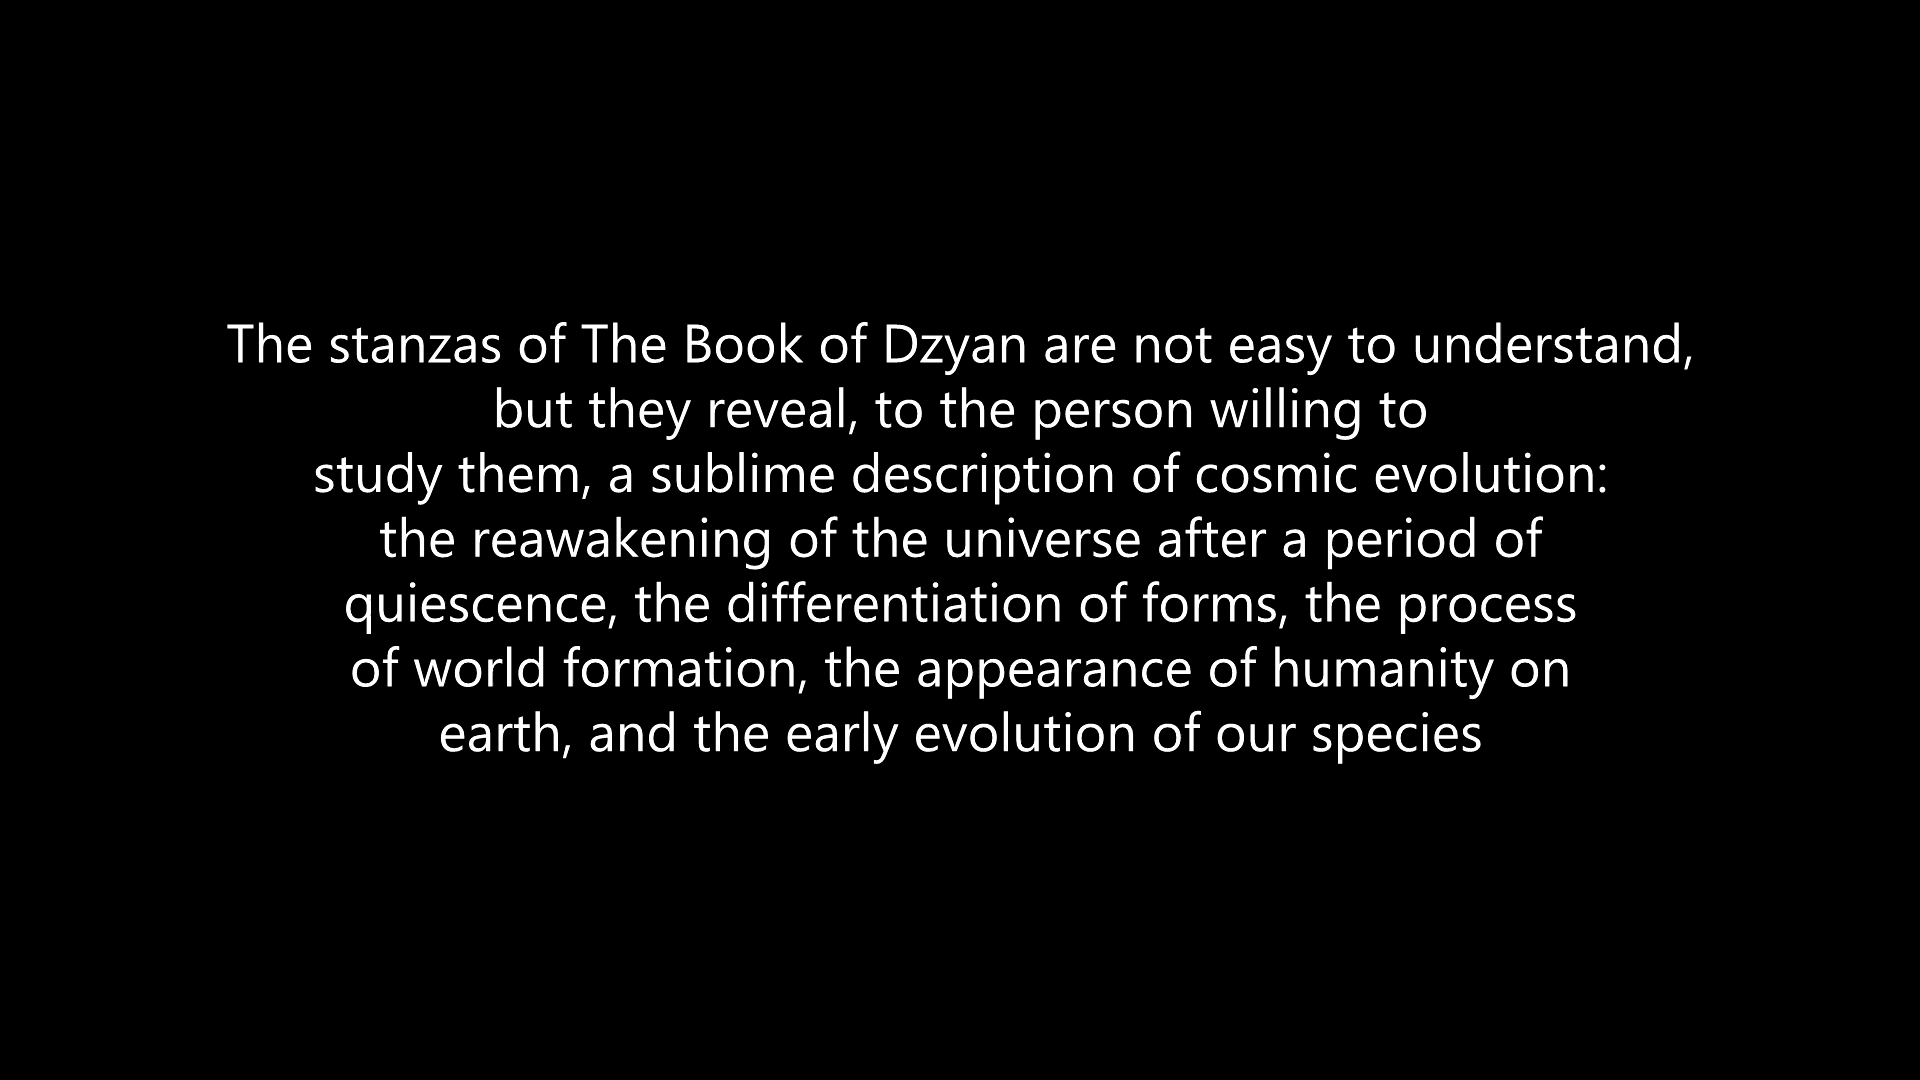 The stanzas of The Book of Dzyan are not easy to understand,
but they reveal, to the person willing to
study them, a sublime description of cosmic evolution:
the reawakening of the universe after a period of
quiescence, the differentiation of forms, the process
of world formation, the appearance of humanity on
earth, and the early evolution of our species